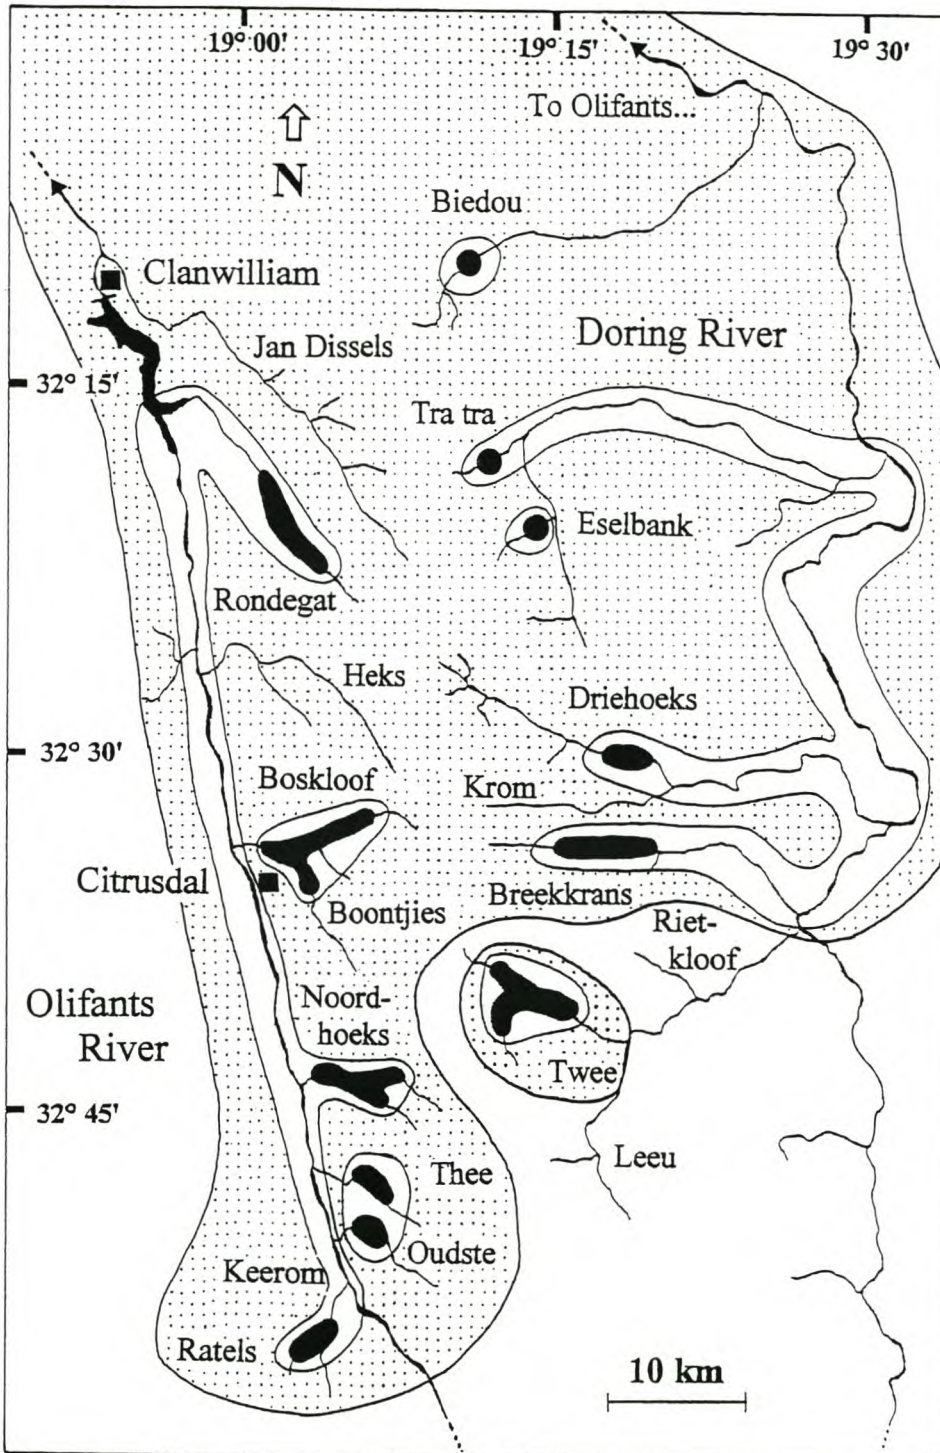 19° 00'
19° 15'
19° 30'
To Olifants...
N
Biedou
Clanwilliam
Doring River
Jan Dissels
32° 15'
Tra tra
Eselbank
Rondegat
Heks
Driehoeks
32° 30'
Krom
Boskloof
Citrusdal
Boontjies
Breekkrans
Riet-
kloof
Olifants
River
Noord-
hoeks
Twee
32° 45'
Thee
Leeu
Oudste
Keerom
Ratels
10 km